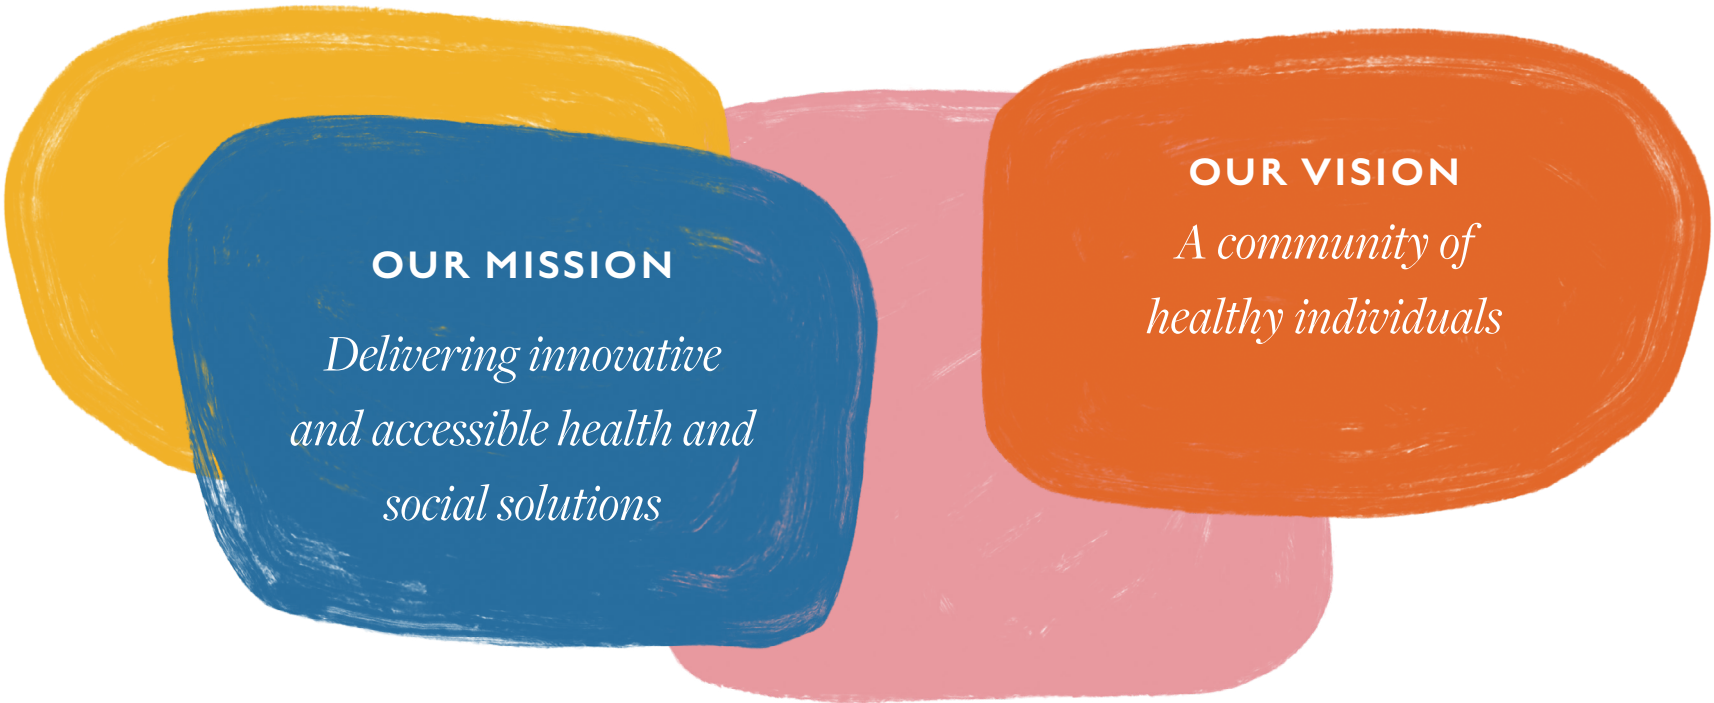 OUR MISSION
Delivering innovative
and accessible health and
social solutions
OUR VISION
A community of
healthy individuals